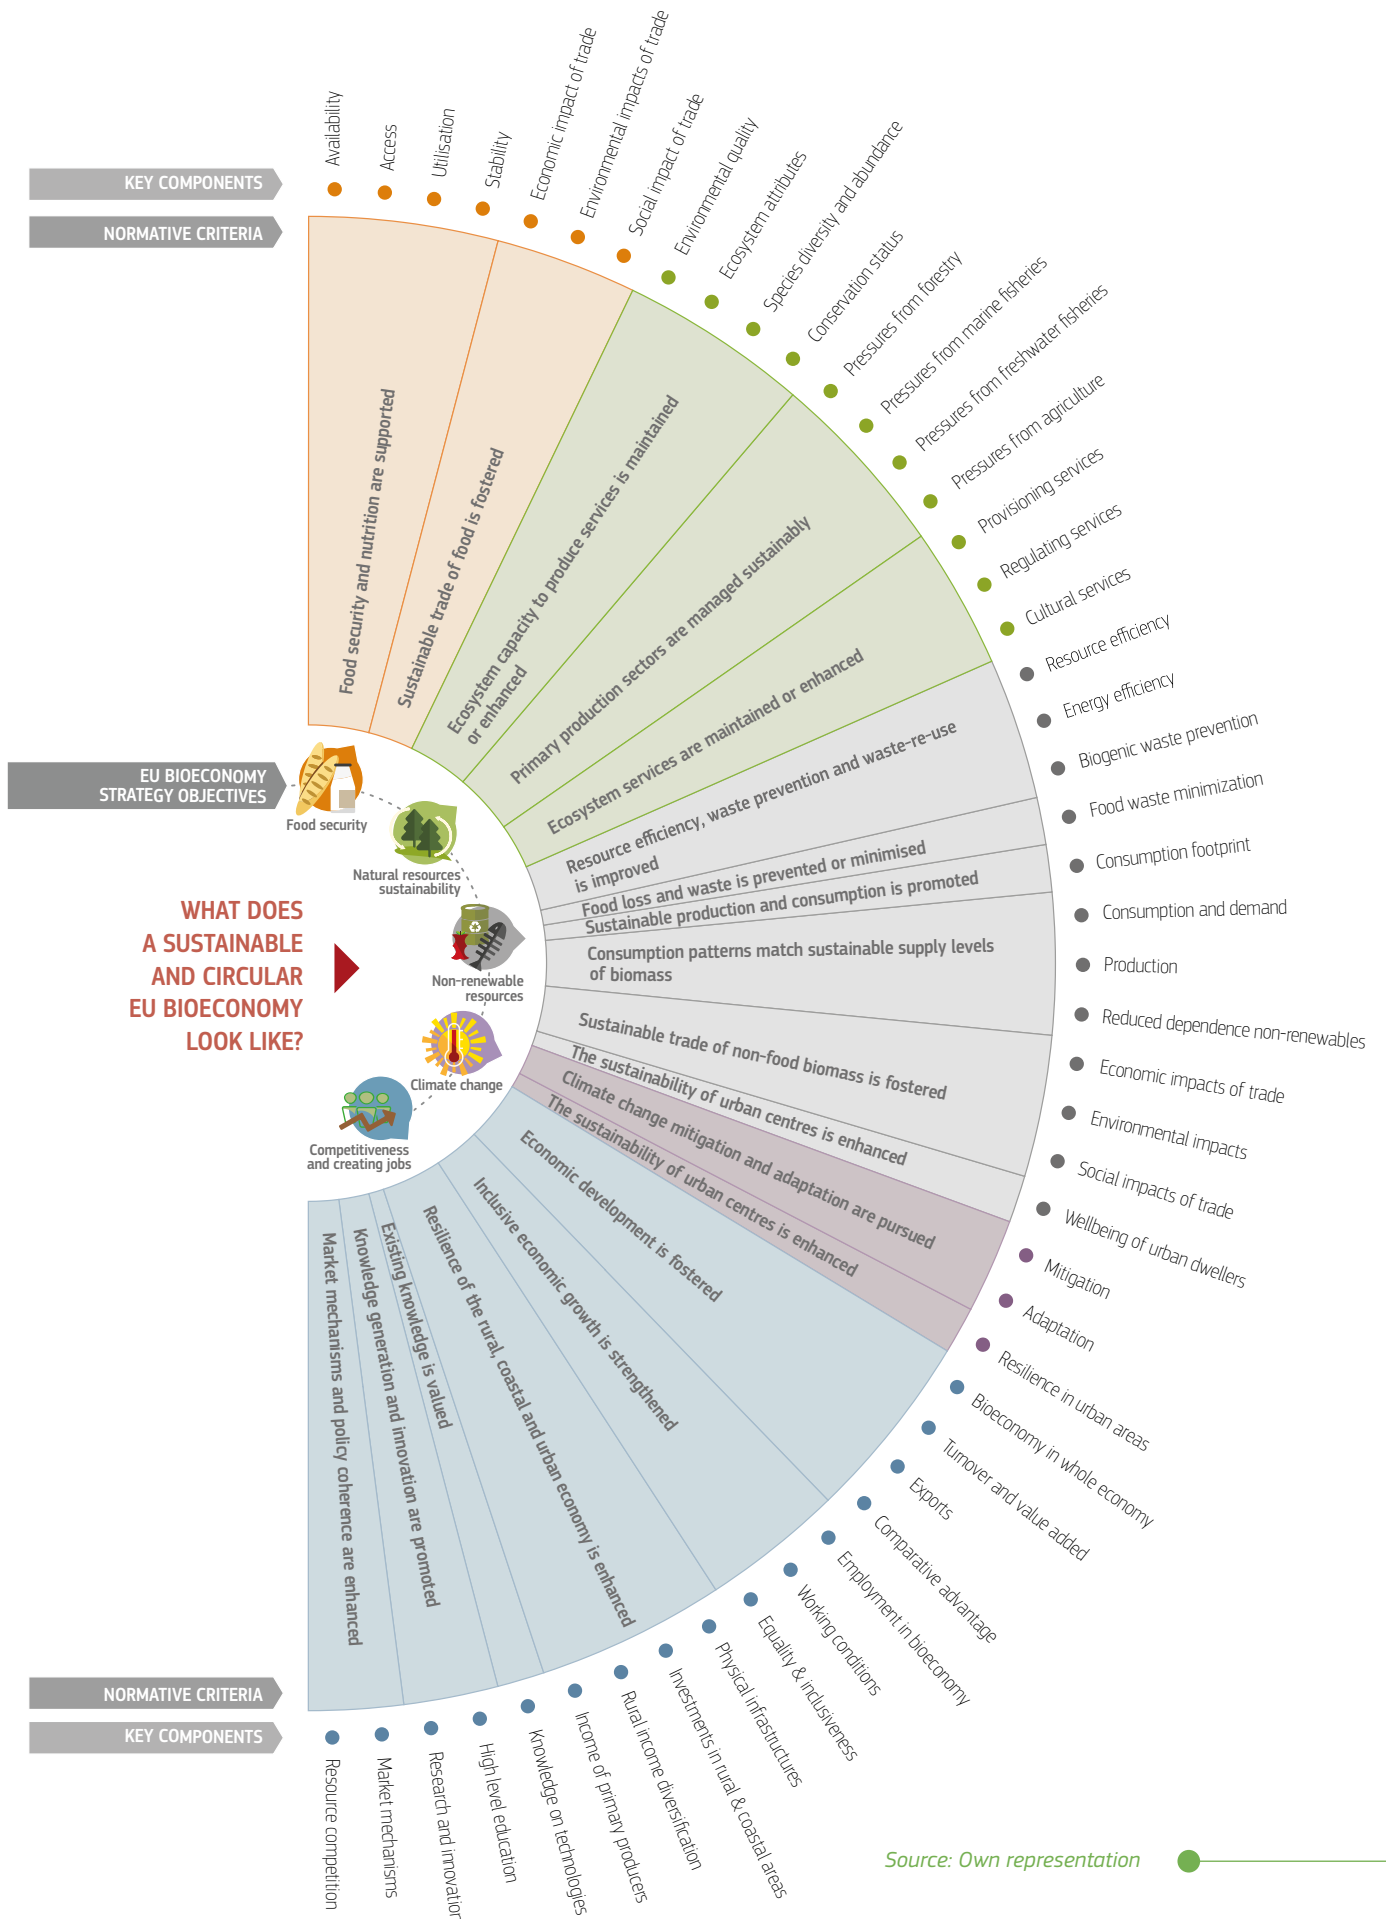 KEY COMPONENTS
NORMATIVE CRITERIA
Availability
Access
Utilisation
Stability
Economic impact of trade
Environmental impacts of trade
Social impact of trade
Environmental quality
Ecosystem attributes
Species diversity and abundance
Conservation status
Pressures from forestry
Pressures from marine fisheries
Pressures from freshwater fisheries
Pressures from agriculture
Provisioning services
Regulating services
Cultural services
Resource efficiency
Energy efficiency
Biogenic waste prevention
Food waste minimization
Consumption footprint
Consumption and demand
Production
Reduced dependence non-renewables
Economic impacts of trade
Environmental impacts
Social impacts of trade
Wellbeing of urban dwellers
Mitigation
Adaptation
Resilience in urban areas
Bioeconomy in whole economy
Turnover and value added
Exports
Comparative advantage
Employment in bioeconomy
Working conditions
Equality & inclusiveness
Physical infrastructures
Investments in rural & coastal areas
Rural income diversification
Income of primary producers
Knowledge on technologies
High level education
Research and innovation
Market mechanisms
Resource competition
Food security and nutrition are supported
Sustainable trade of food is fostered
Ecosystem capacity to produce services is maintained
or enhanced
Primary production sectors are managed sustainably
Ecosystem services are maintained or enhanced
Resource efficiency, waste prevention and waste-re-use
is improved
Food loss and waste is prevented or minimised
Sustainable production and consumption is promoted
Consumption patterns match sustainable supply levels
of biomass
Sustainable trade of non-food biomass is fostered
The sustainability of urban centres is enhanced
Climate change mitigation and adaptation are pursued
The sustainability of urban centres is enhanced
Economic development is fostered
Inclusive economic growth is strengthened
Resilience of the rural, coastal and urban economy is enhanced
Existing knowledge is valued
Knowledge generation and innovation are promoted
Market mechanisms and policy coherence are enhanced
EU BIOECONOMY
STRATEGY OBJECTIVES
Food security
Natural resources
sustainability
Non-renewable
resources
Climate change
Competitiveness
and creating jobs
WHAT DOES
A SUSTAINABLE
AND CIRCULAR
EU BIOECONOMY
LOOK LIKE?
NORMATIVE CRITERIA
KEY COMPONENTS
Source: Own representation